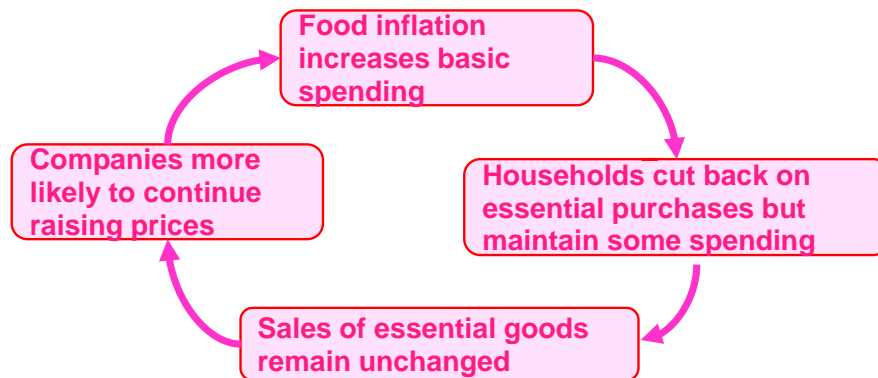 Food inflation
increases basic
spending
Households cut back on
essential purchases but
maintain some spending
Sales of essential goods
remain unchanged
Companies more
likely to continue
raising prices